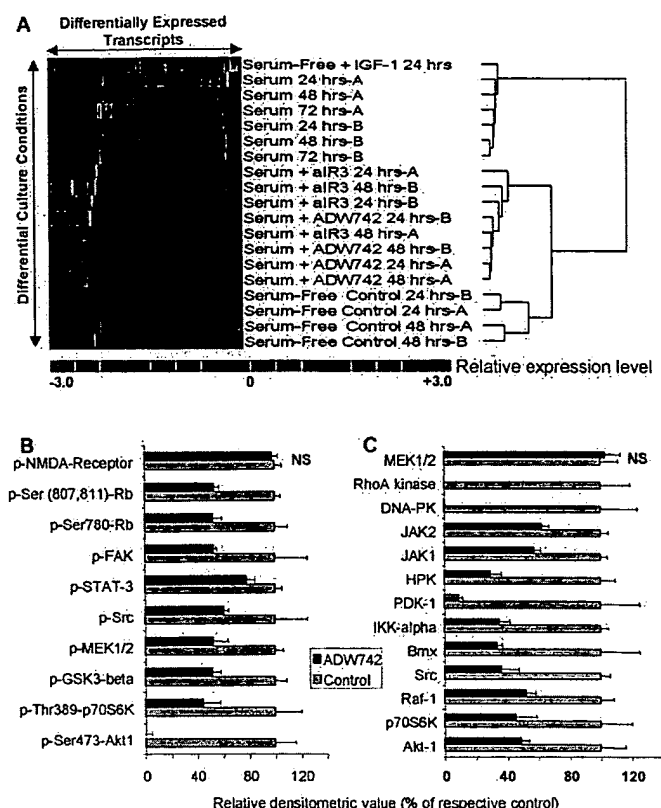 A
Differentially Expressed
Transcripts
Differential Culture Conditions
Serum-Free + IGF-1 24 hrs
Serum 24 hrs-A
Serum 48 hrs-A
Serum 72 hrs-A
Serum 24 hrs-B
Serum 48 hrs-B
Serum 72 hrs-B
Serum + aIR3 24 hrs-A
Serum + aIR3 48 hrs-B
Serum + aIR3 24 hrs-B
Serum + ADW742 24 hrs-B
Serum + aIR3 48 hrs-A
Serum + ADW742 48 hrs-B
Serum + ADW742 24 hrs-A
Serum + ADW742 48 hrs-A
Serum-Free Control 24 hrs-B
Serum-Free Control 24 hrs-A
Serum-Free Control 48 hrs-A
Serum-Free Control 48 hrs-B
-3.0 0 +3.0 Relative expression level
B
p-NMDA-Receptor NS
p-Ser (807,811)-Rb
p-Ser780-Rb
p-FAK
p-STAT-3
p-Src
p-MEK1/2
p-GSK3-beta
p-Thr389-p70S6K
p-Ser473-Akt1
0 40 80 120
ADW742
Control
C
MEK1/2 NS
RhoA kinase
DNA-PK
JAK2
JAK1
HPK
PDK-1
IKK-alpha
Bmx
Src
Raf-1
p70S6K
Akt-1
0 40 80 120
Relative densitometric value (% of respective control)